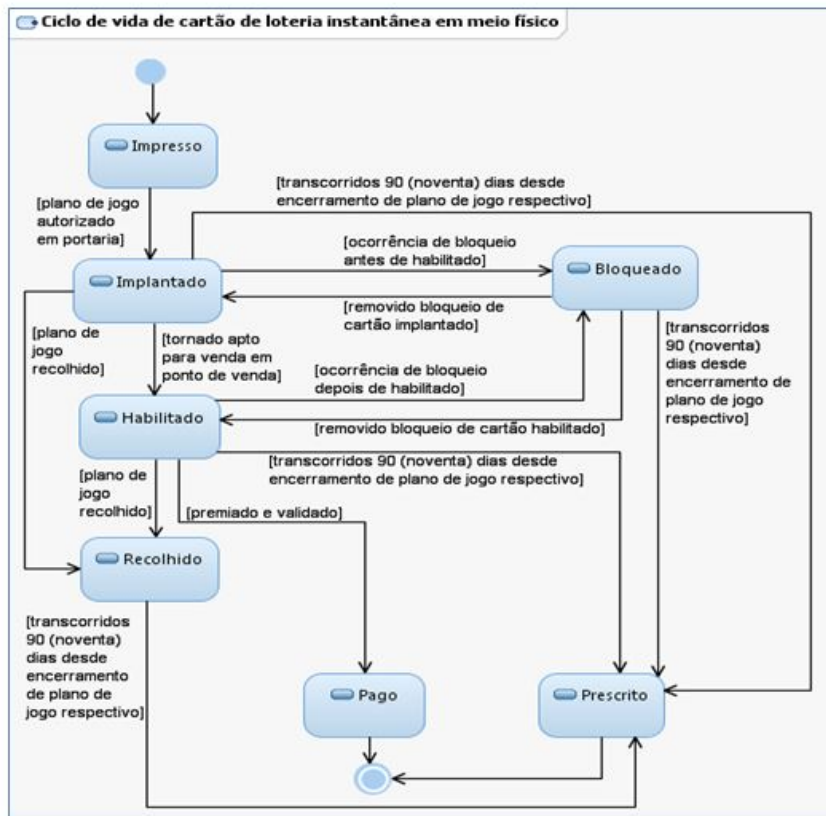 Ciclo de vida de cartão de loteria instantânea em meio físico
Impresso
[plano de jogo
autorizado
em portaria]
[transcorridos 90 (noventa) dias desde
encerramento de plano de jogo respectivo]
[ocorrência de bloqueio
antes de habilitado]
Bloqueado
Implantado
[removido bloqueio de
cartão implantado]
[plano de
jogo
recolhido]
[tornado apto
para venda em
ponto de venda]
[transcorridos
90 (noventa)
dias desde
encerramento de
plano de jogo
respectivo]
[ocorrência de bloqueio
depois de habilitado]
Habilitado
[removido bloqueio de cartão habilitado]
[transcorridos 90 (noventa) dias desde
encerramento de plano de jogo respectivo]
[plano de
jogo
recolhido]
[premiado e validado]
Recolhido
[transcorridos
90 (noventa)
dias desde
encerramento
de plano de
jogo respectivo]
Pago
Prescrito